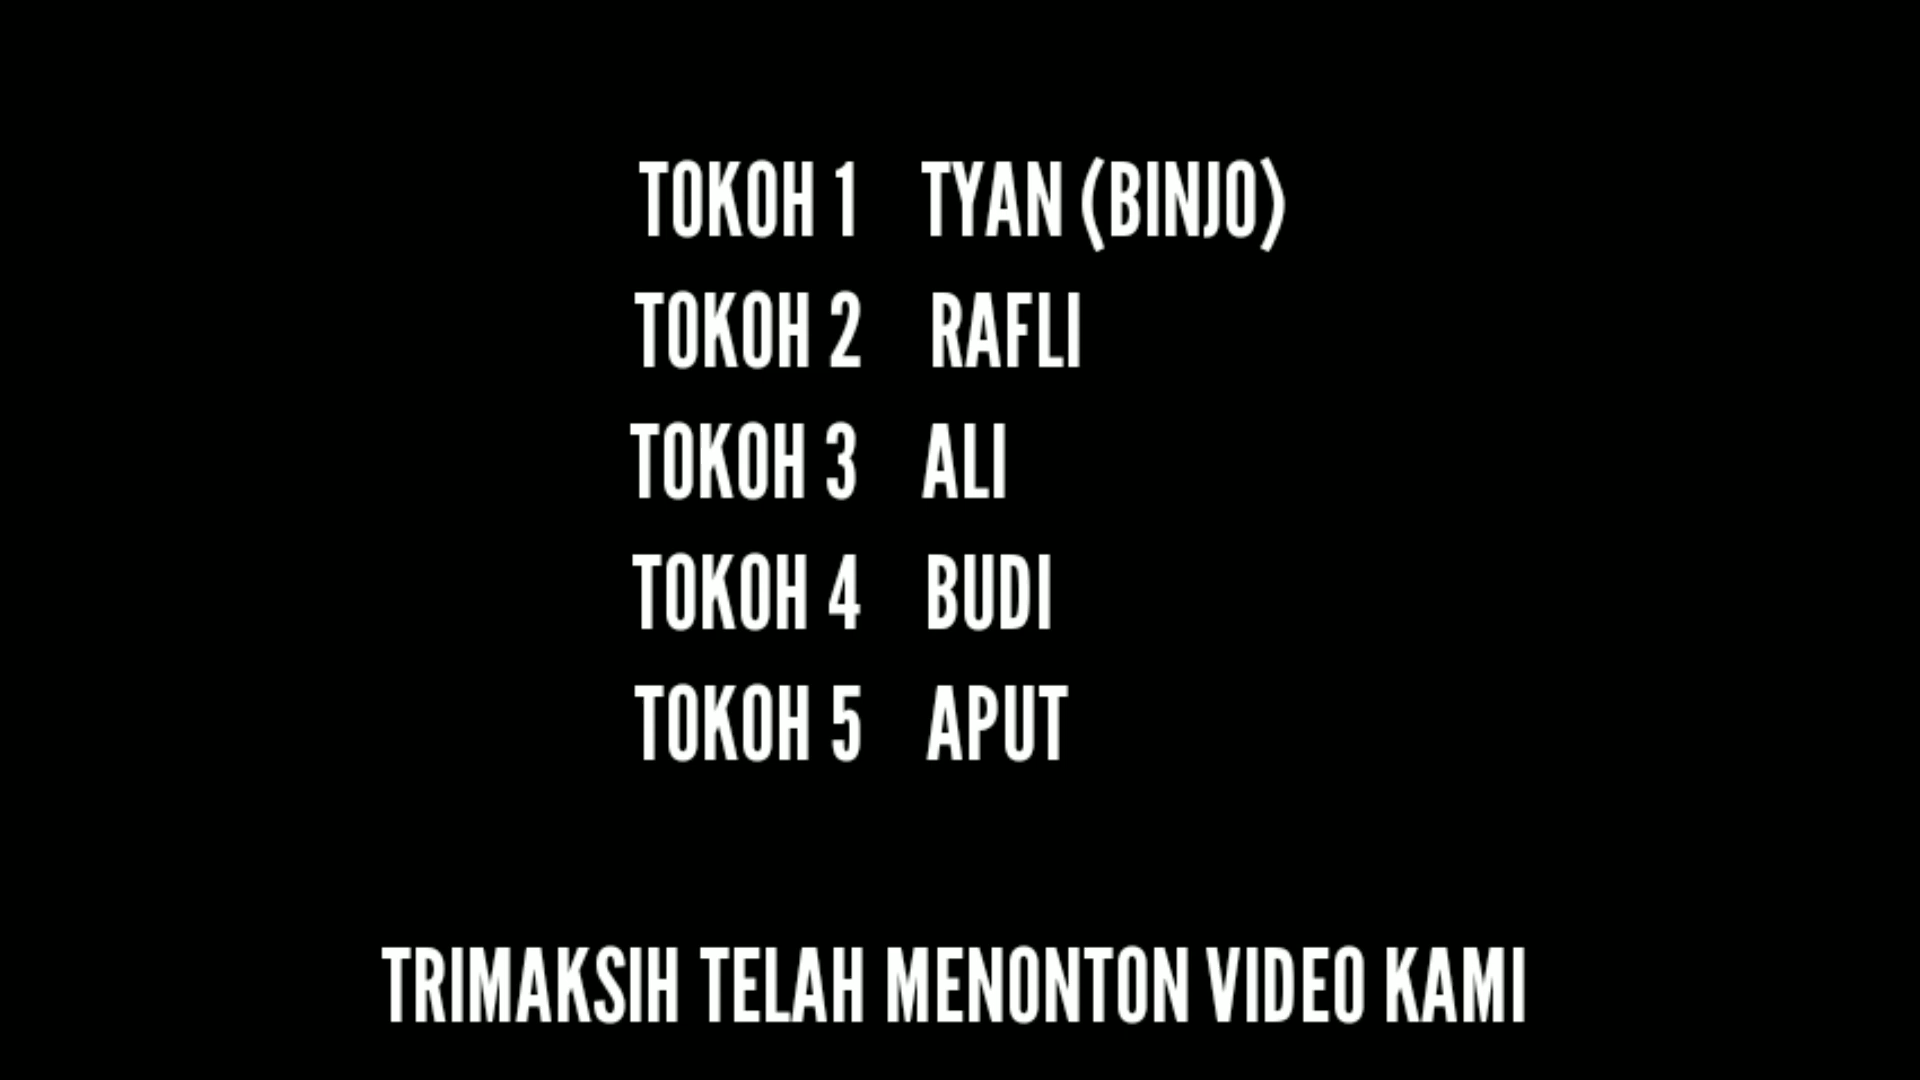 TOKOH 1 TYAN (BINJO)
TOKOH 2 RAFLI
TOKOH 3 ALI
TOKOH 4 BUDI
TOKOH 5 APUT
TRIMAKSIH TELAH MENONTON VIDEO KAMI